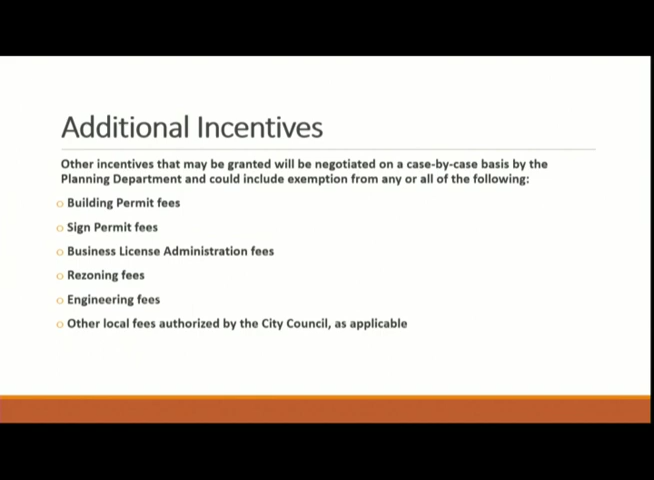 Additional Incentives
Other incentives that may be granted will be negotiated on a case-by-case basis by the
Planning Department and could include exemption from any or all of the following:
o Building Permit fees
o Sign Permit fees
o Business License Administration fees
o Rezoning fees
o Engineering fees
o Other local fees authorized by the City Council, as applicable